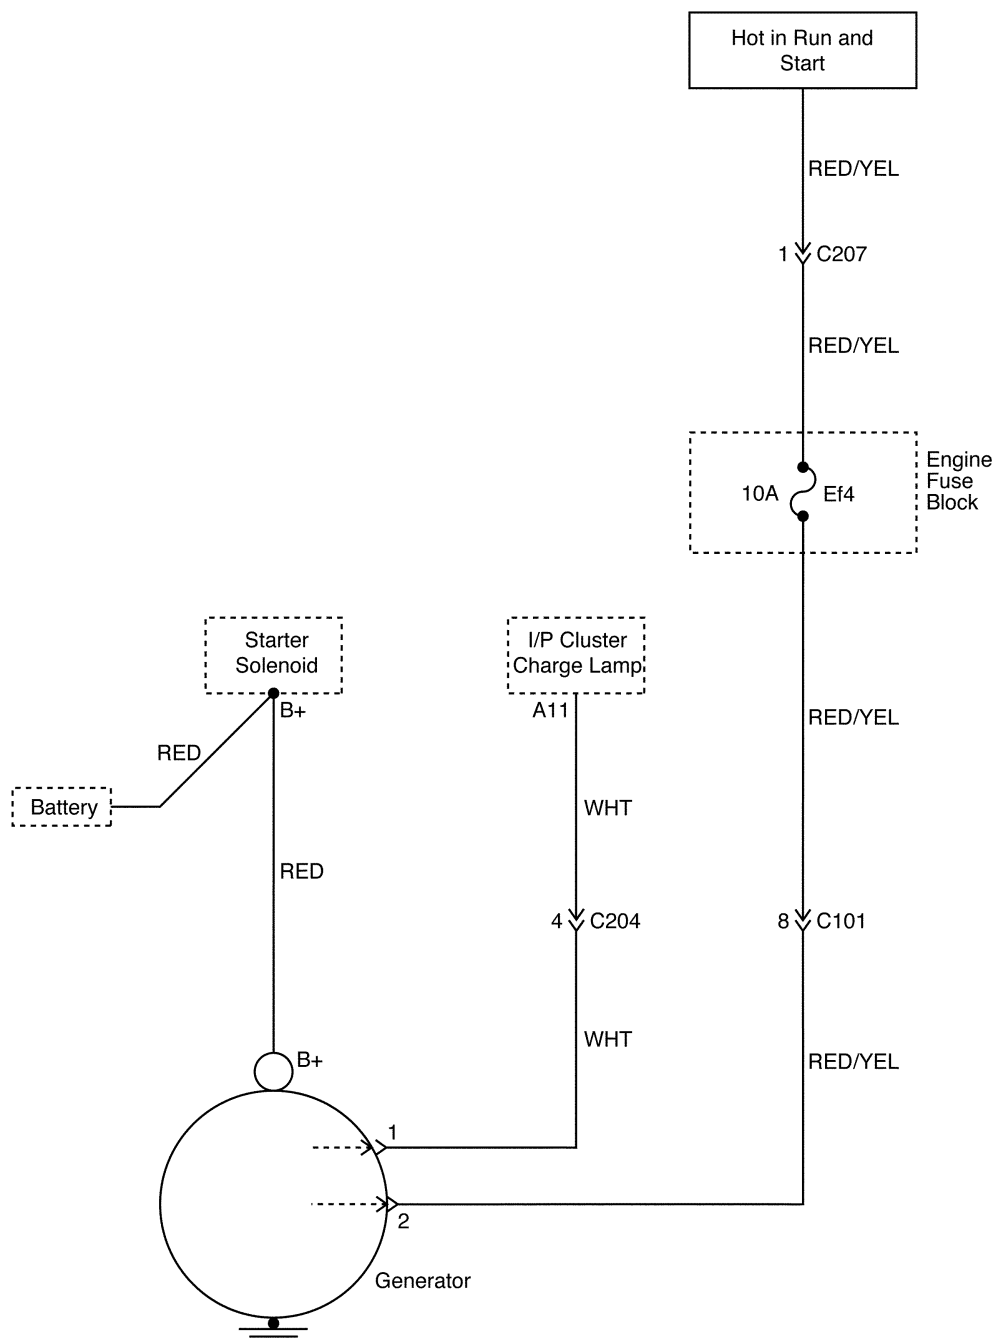 Hot in Run and
Start
RED/YEL
1 C207
RED/YEL
10A Ef4
Engine
Fuse
Block
Starter
Solenoid
B+
I/P Cluster
Charge Lamp
A11
RED/YEL
RED
Battery
WHT
RED
4 C204
8 C101
WHT
B+
RED/YEL
1
2
Generator